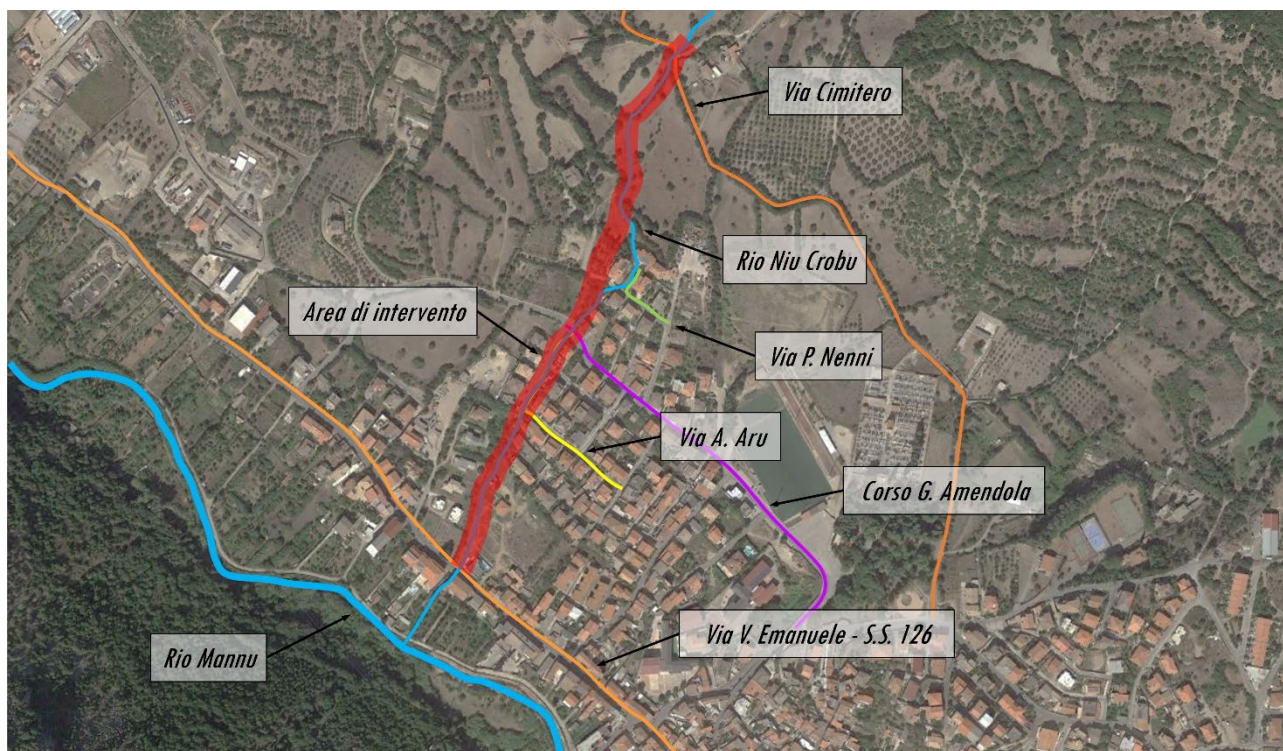 Via Cimitero
Rio Niu Crobu
Area di intervento
Via P. Nenni
Via A. Aru
Corso G. Amendola
Via V. Emanuele - S.S. 126
Rio Mannu